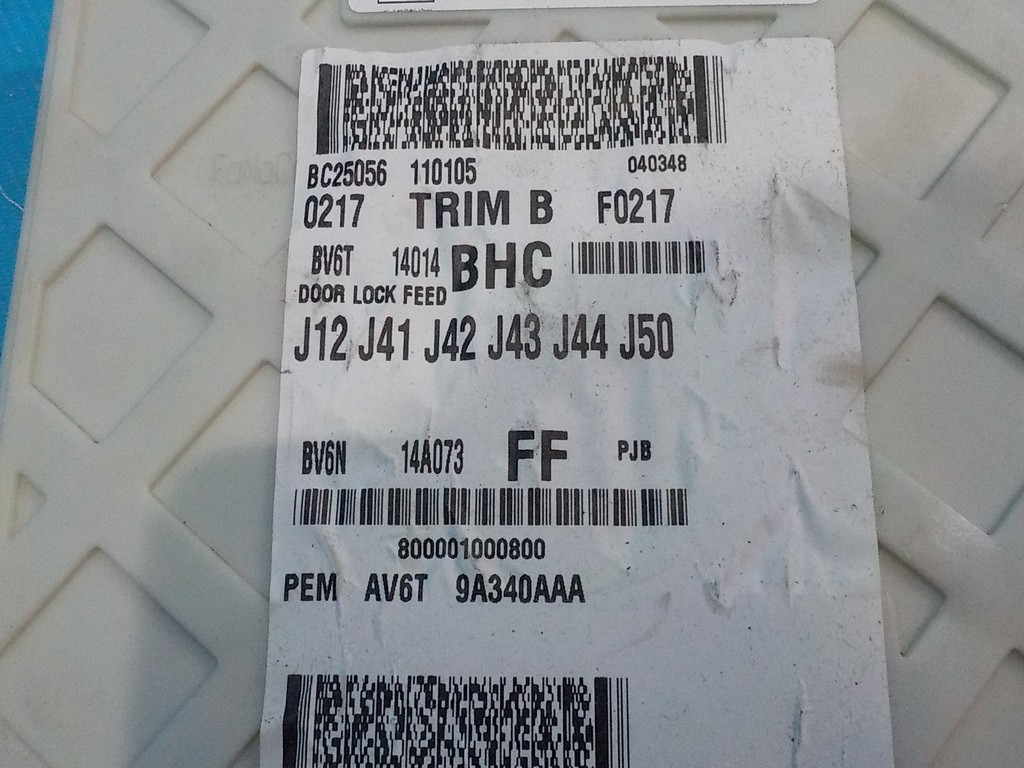 BC25056 110105 040348
0217 TRIM B F0217
BV6T 14014 BHC
DOOR LOCK FEED
J12 J41 J42 J43 J44 J50
BV6N 14A073 FF PJB
800001000800
PEM AV6T 9A340AAA